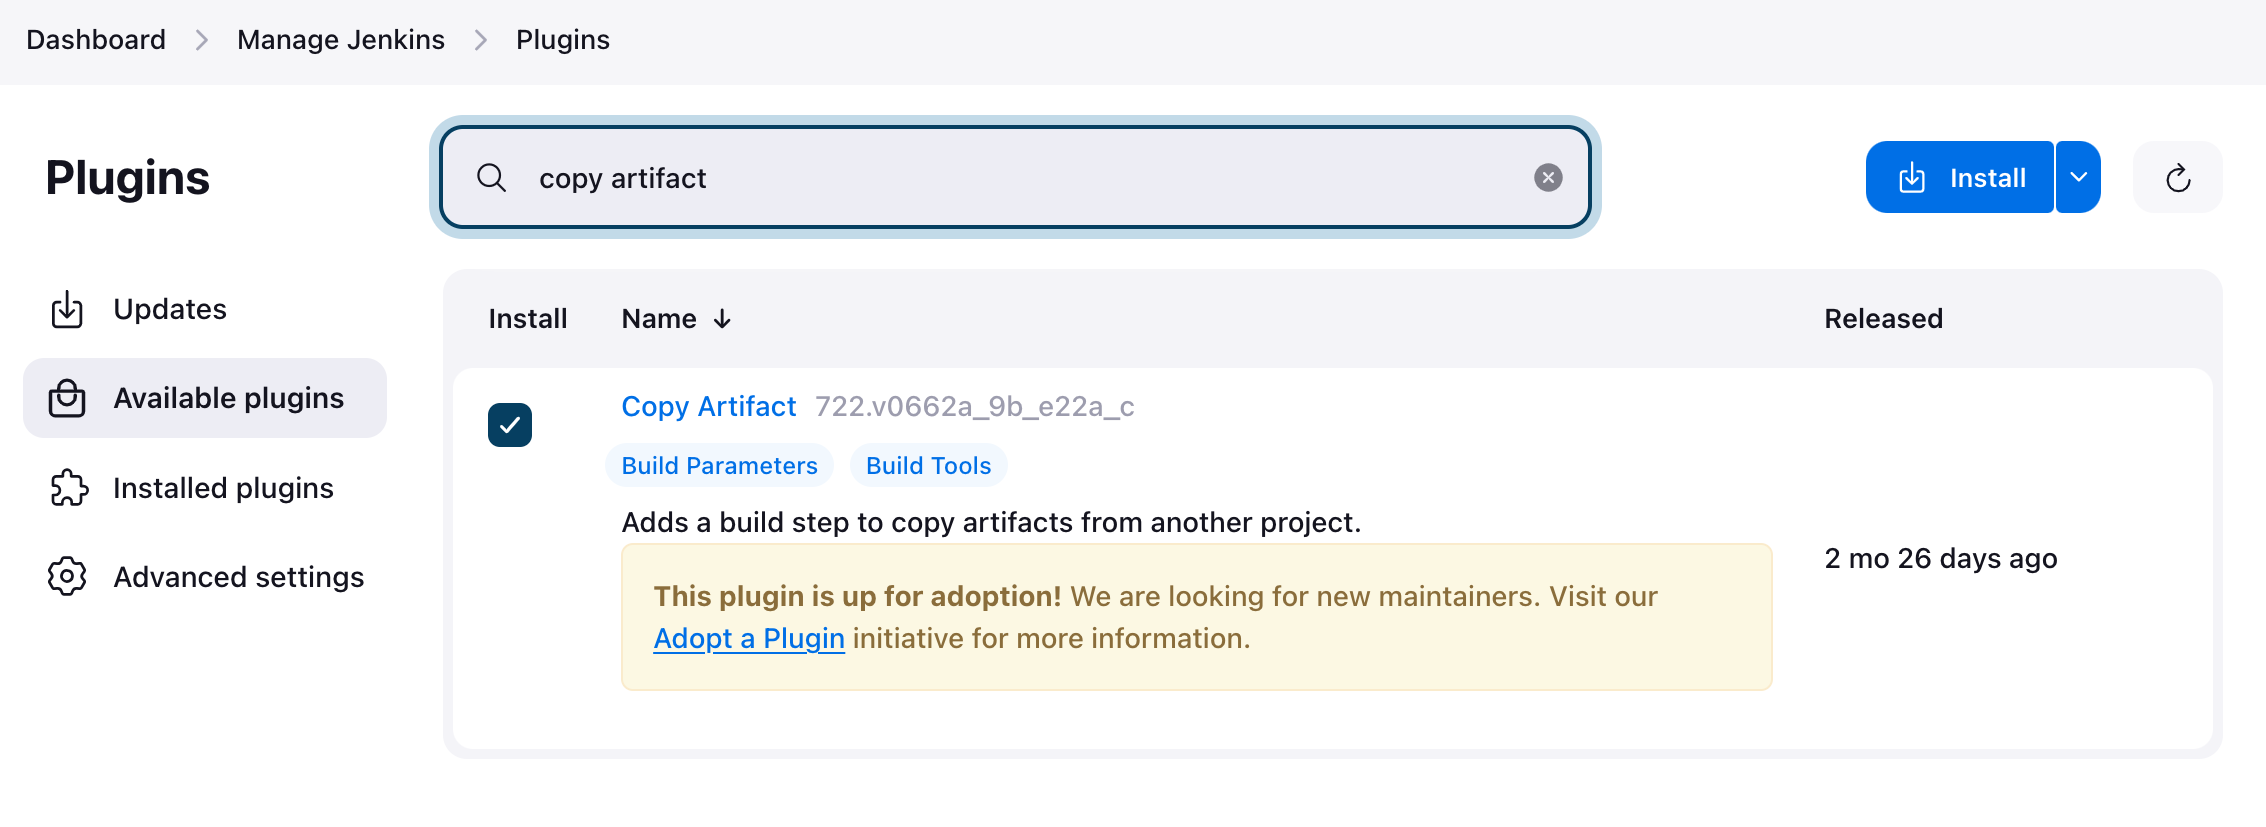 Dashboard
Manage Jenkins
Plugins
Plugins
copy artifact
Install
Updates
Available plugins
Installed plugins
Advanced settings
Install
Name
Released
Copy Artifact 722.v0662a_9b_e22a_c
Build Parameters
Build Tools
Adds a build step to copy artifacts from another project.
This plugin is up for adoption! We are looking for new maintainers. Visit our
Adopt a Plugin initiative for more information.
2 mo 26 days ago